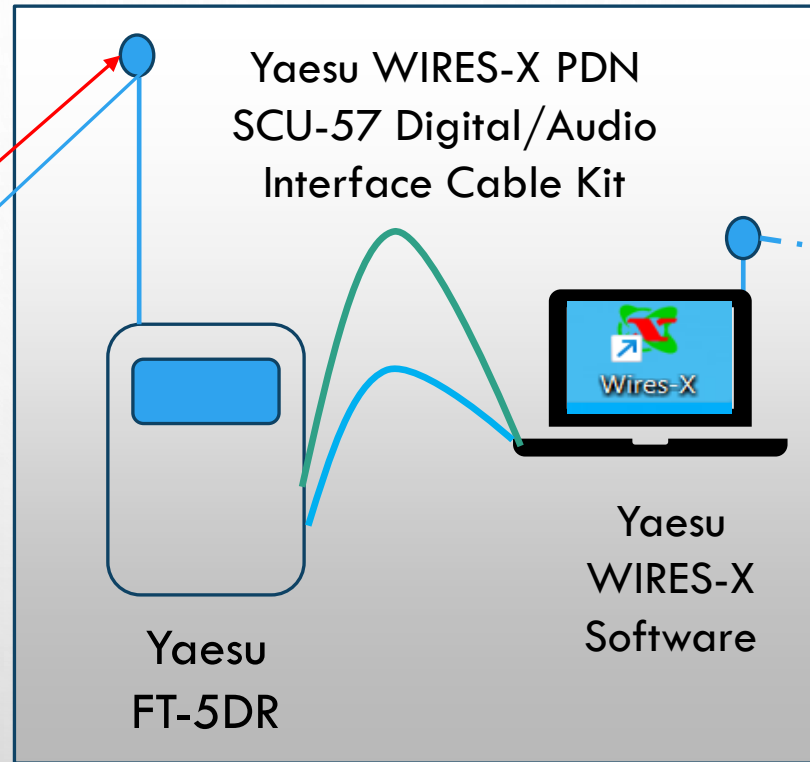 Yaesu WIRES-X PDN
SCU-57 Digital/Audio
Interface Cable Kit
Wires-X
Yaesu
WIRES-X
Software
Yaesu
FT-5DR